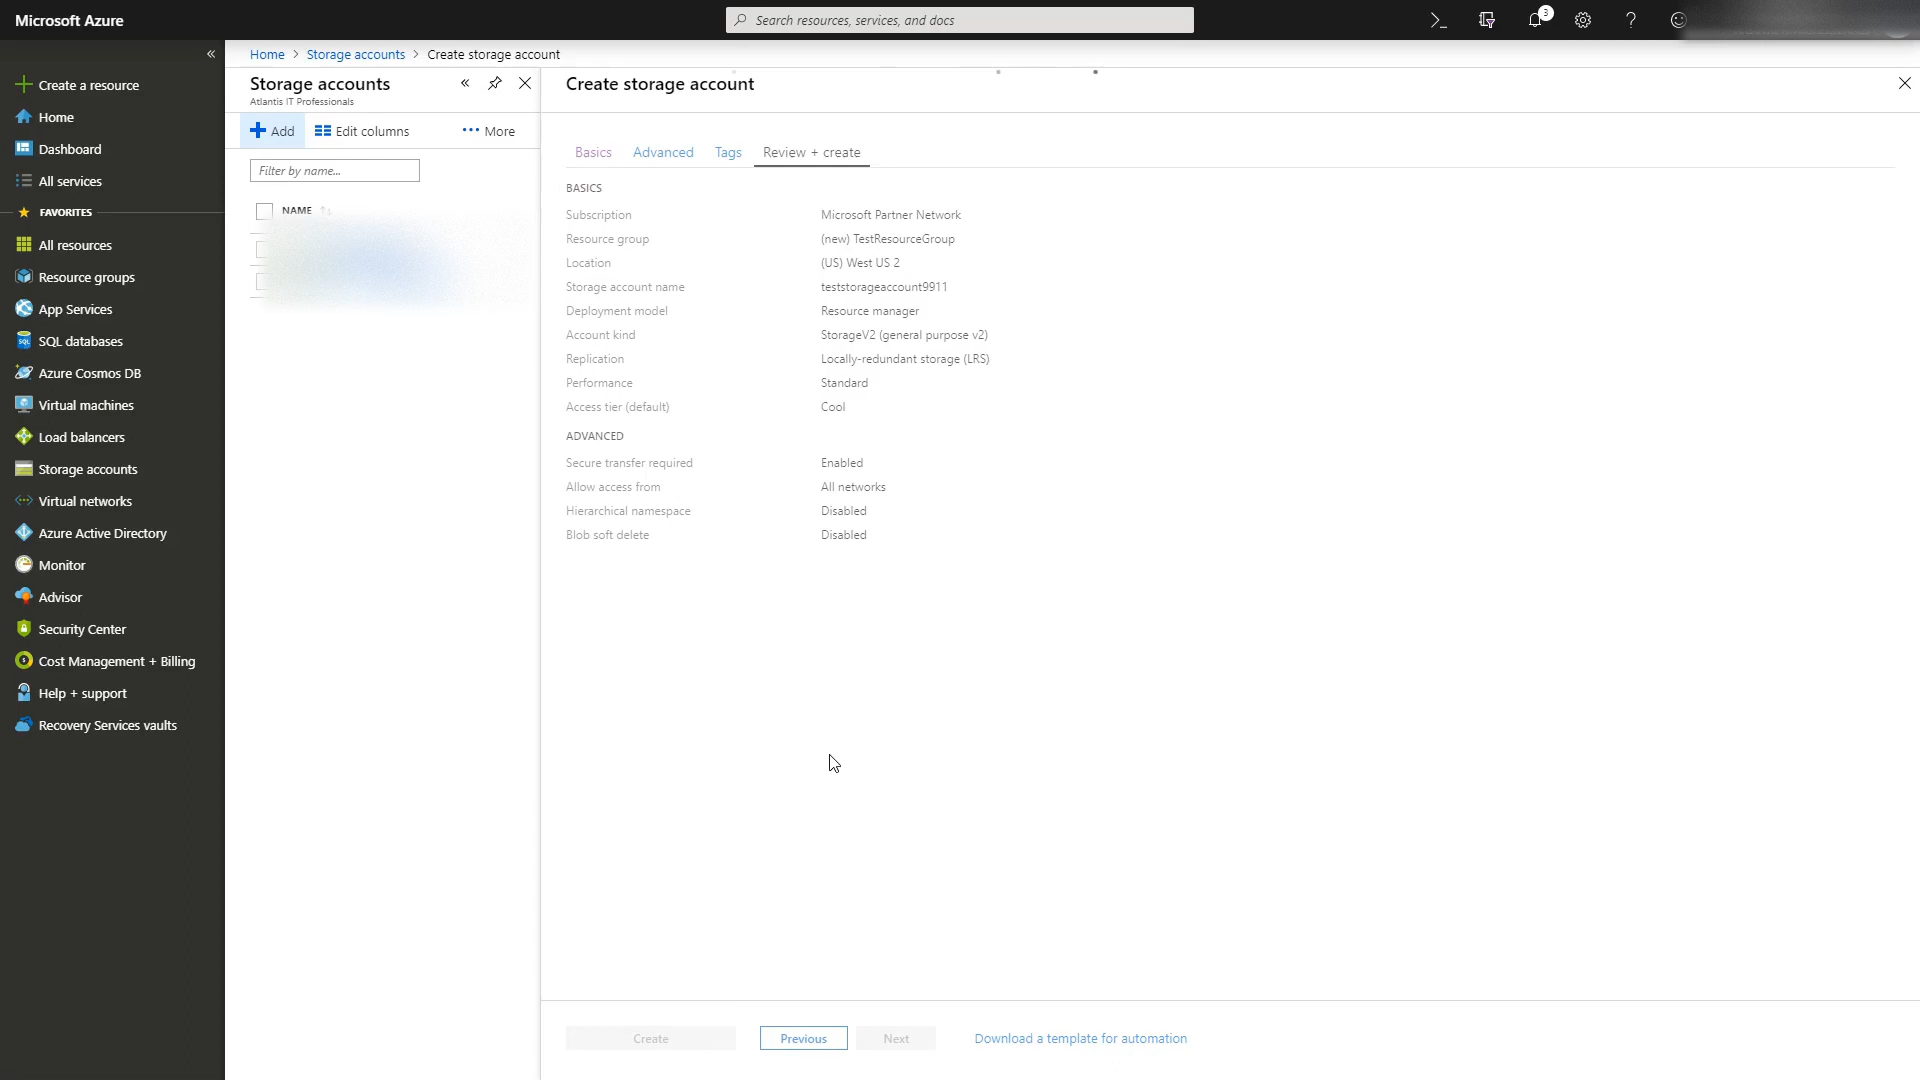 Microsoft Azure
Search resources, services, and docs
3
Home > Storage accounts > Create storage account
Create a resource
Home
Dashboard
All services
FAVORITES
All resources
Resource groups
App Services
SQL databases
Azure Cosmos DB
Virtual machines
Load balancers
Storage accounts
Virtual networks
Azure Active Directory
Monitor
Advisor
Security Center
Cost Management + Billing
Help + support
Recovery Services vaults
Storage accounts
Atlantis IT Professionals
Add
Edit columns
More
Filter by name...
NAME
Create storage account
Basics Advanced Tags Review + create
BASICS
Subscription Microsoft Partner Network
Resource group (new) TestResourceGroup
Location (US) West US 2
Storage account name teststorageaccount9911
Deployment model Resource manager
Account kind StorageV2 (general purpose v2)
Replication Locally-redundant storage (LRS)
Performance Standard
Access tier (default) Cool
ADVANCED
Secure transfer required Enabled
Allow access from All networks
Hierarchical namespace Disabled
Blob soft delete Disabled
Create Previous Next Download a template for automation